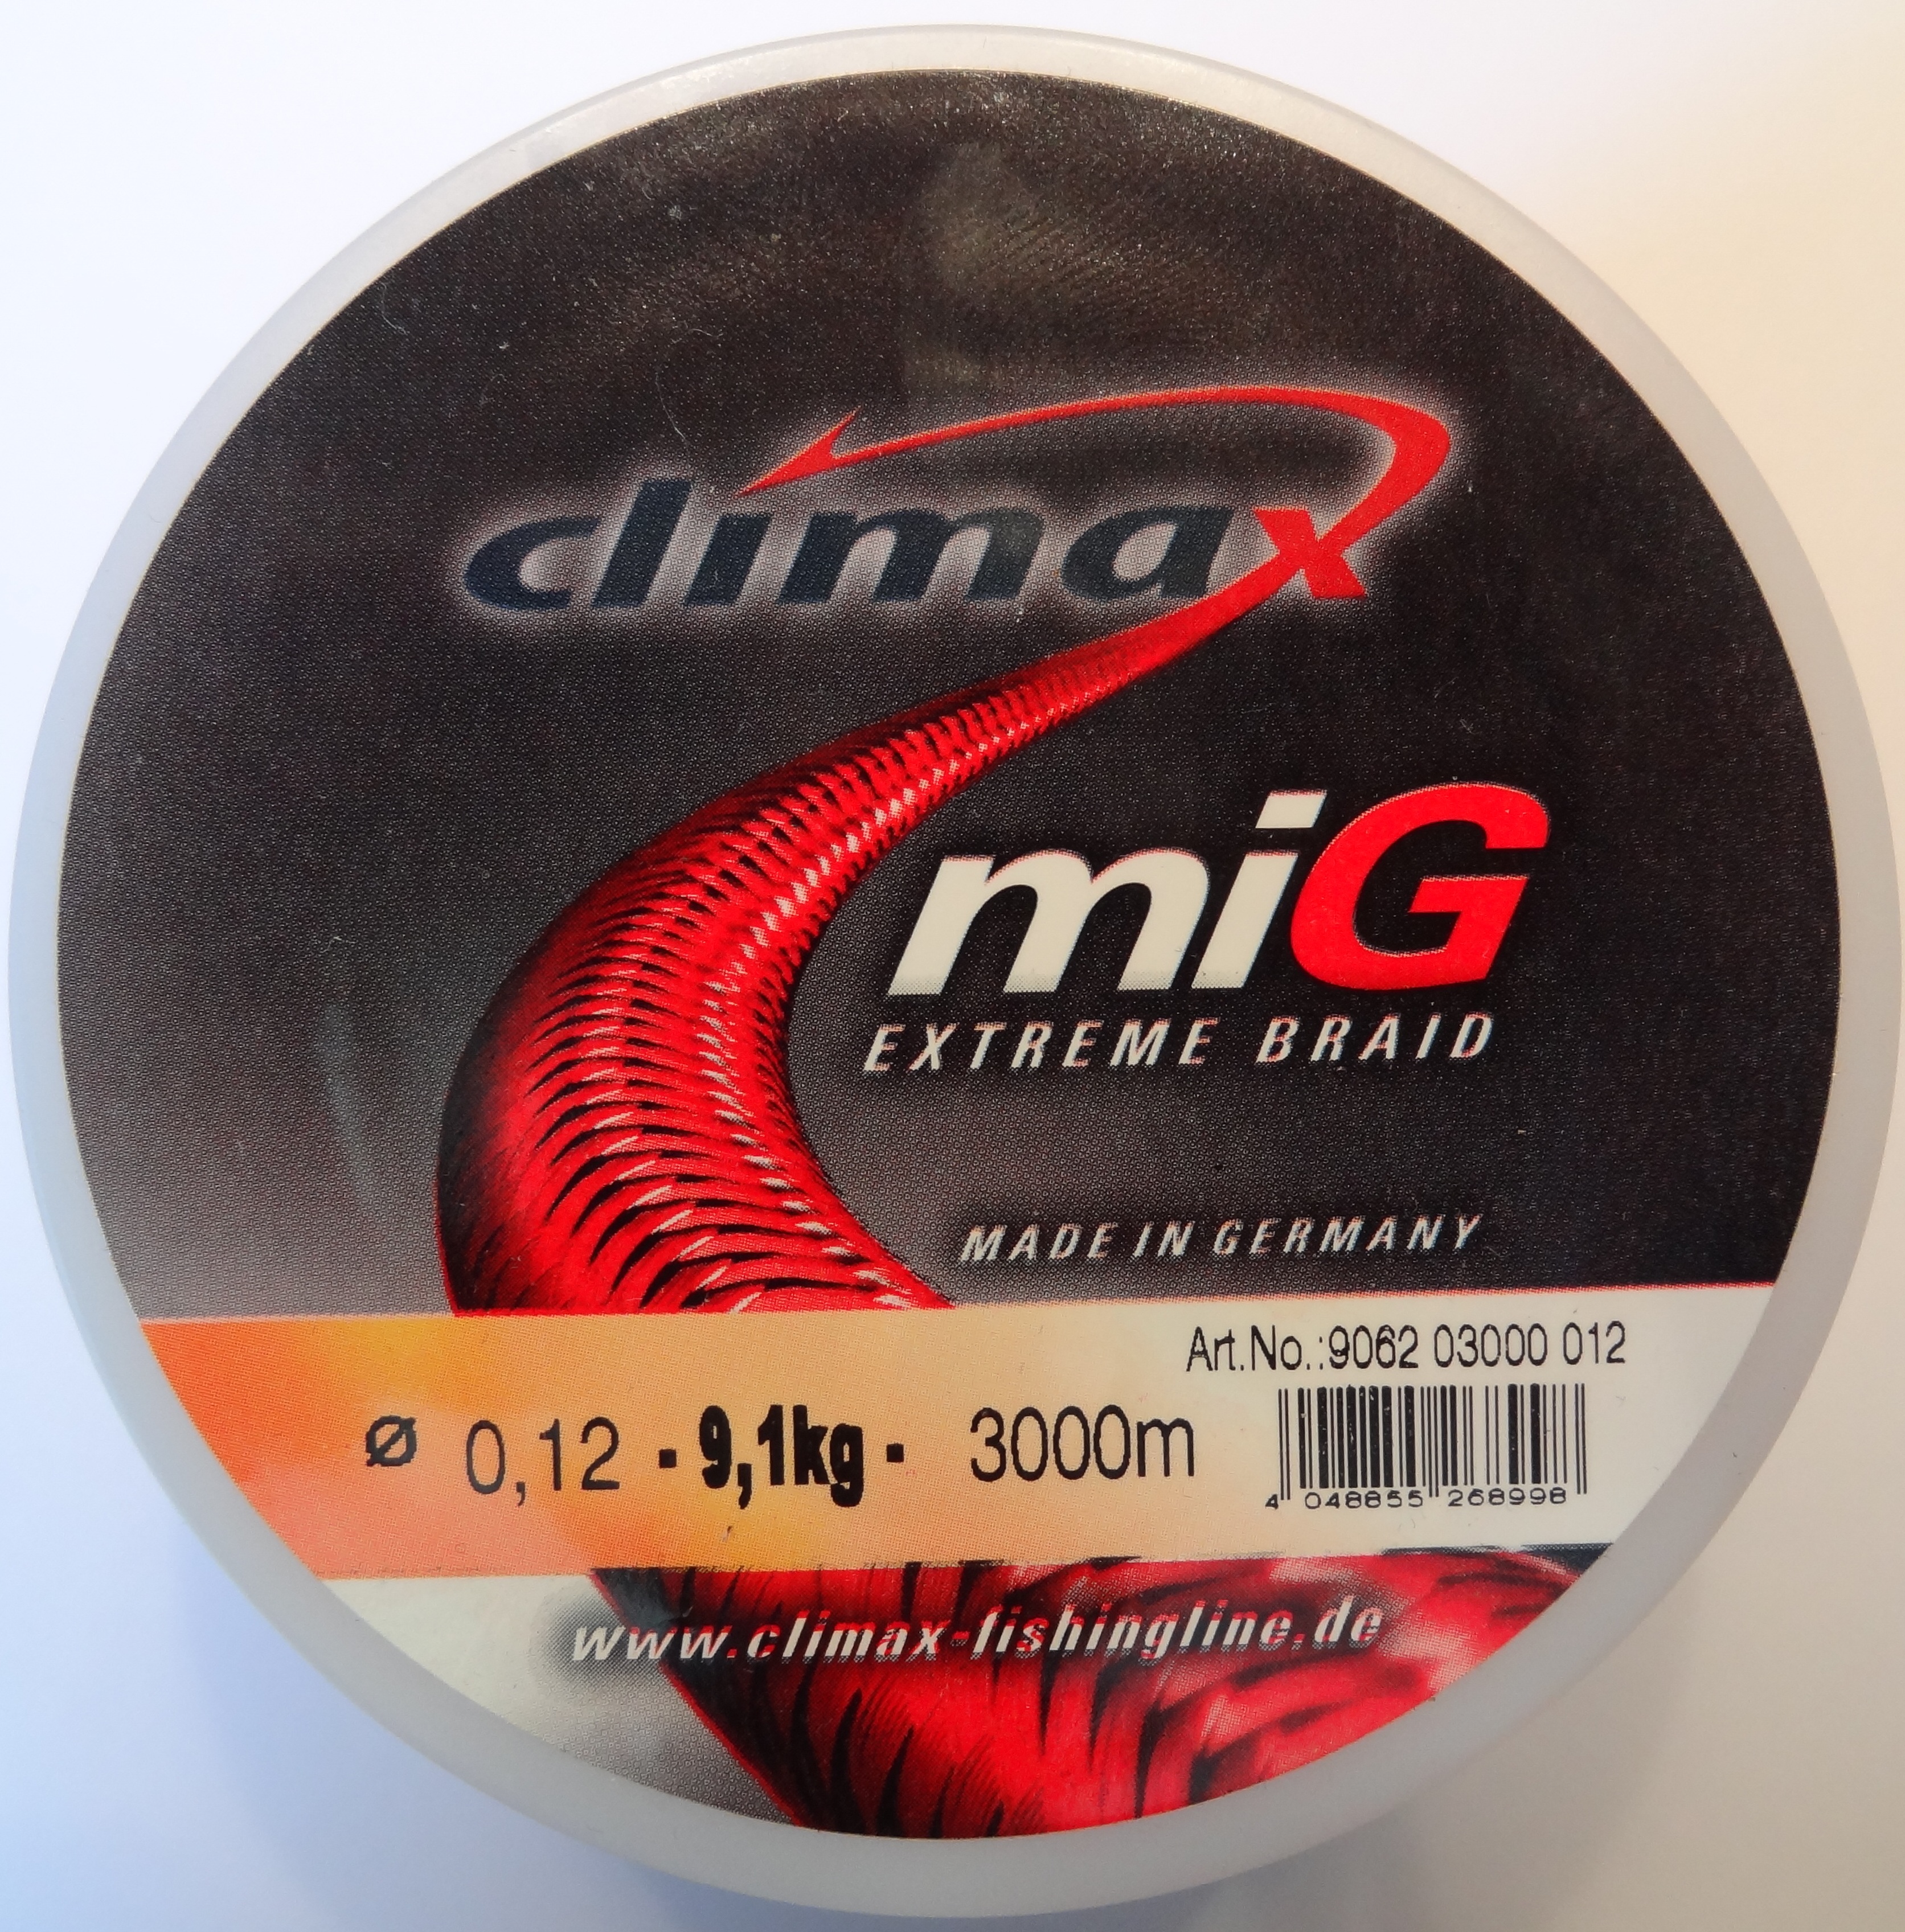 climax
miG
EXTREME BRAID
MADE IN GERMANY
Art.No.:9062 03000 012
Ø 0,12 - 9,1kg - 3000m
4 048855 268998
www.climax-fishingline.de